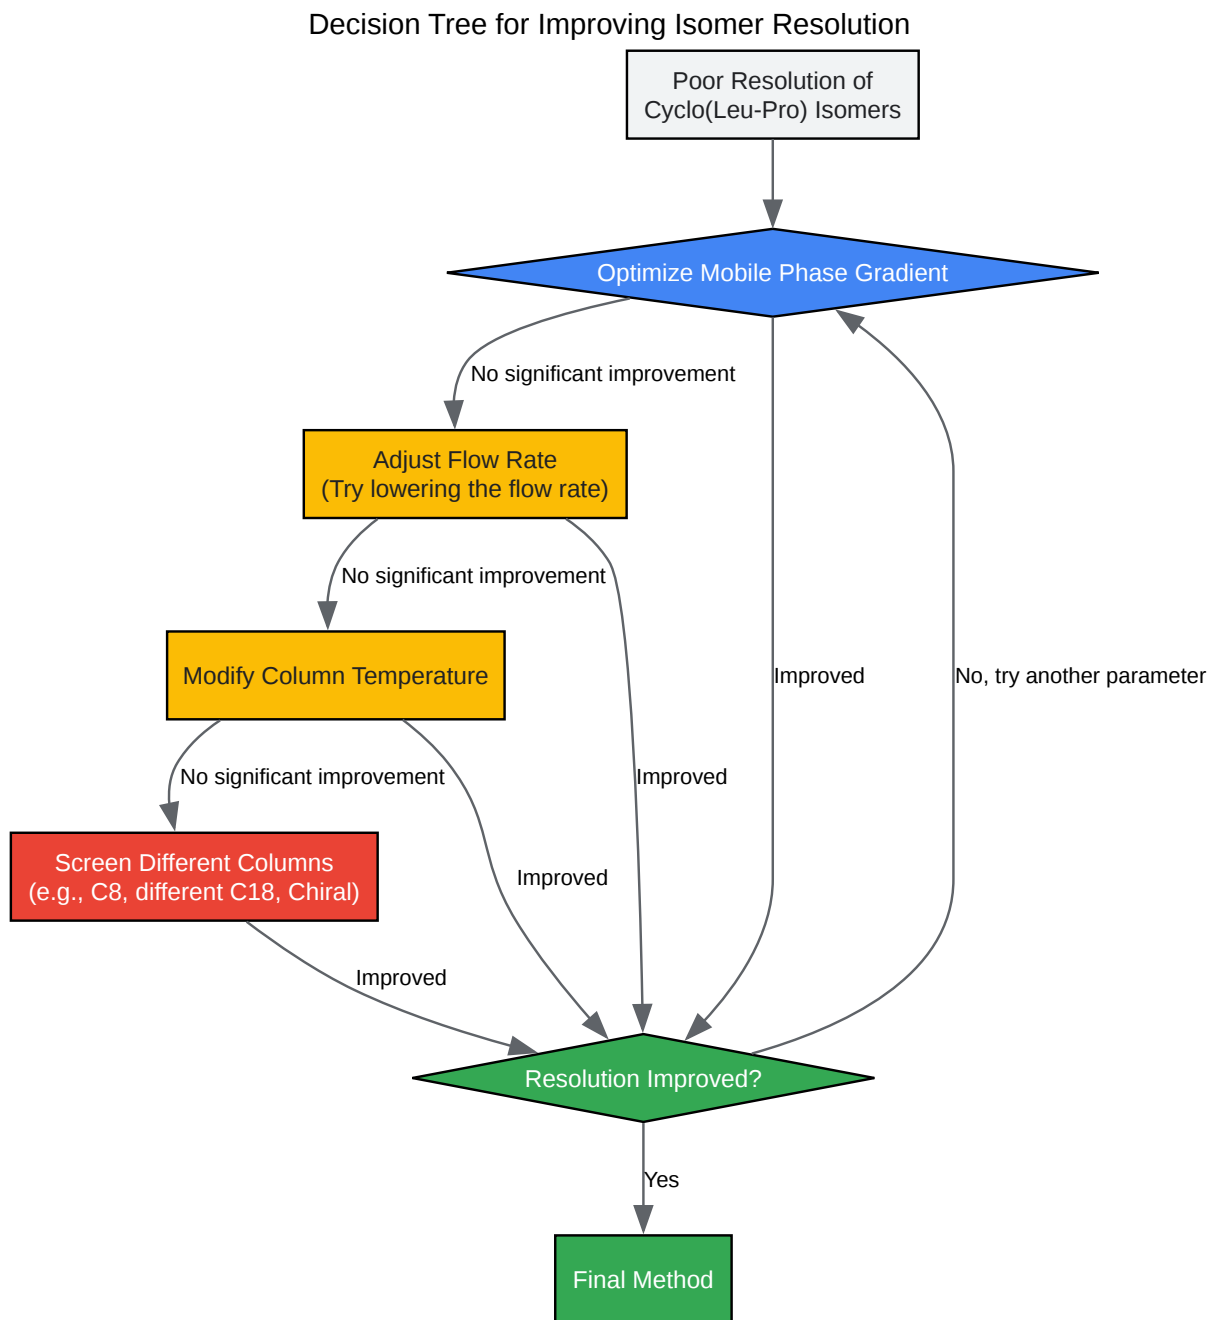 Decision Tree for Improving Isomer Resolution
Poor Resolution of
Cyclo(Leu-Pro) Isomers
Optimize Mobile Phase Gradient
No significant improvement
Adjust Flow Rate
(Try lowering the flow rate)
No significant improvement
Modify Column Temperature
Improved
No, try another parameter
No significant improvement
Improved
Screen Different Columns
(e.g., C8, different C18, Chiral)
Improved
Improved
Resolution Improved?
Yes
Final Method